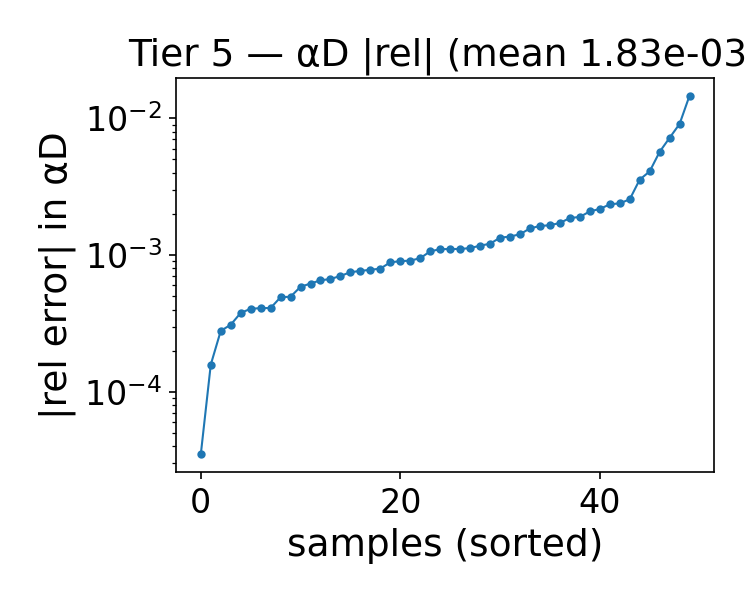 Tier 5 — αD |rel| (mean 1.83e-03
|rel error| in αD
10⁻²
10⁻³
10⁻⁴
0 20 40
samples (sorted)